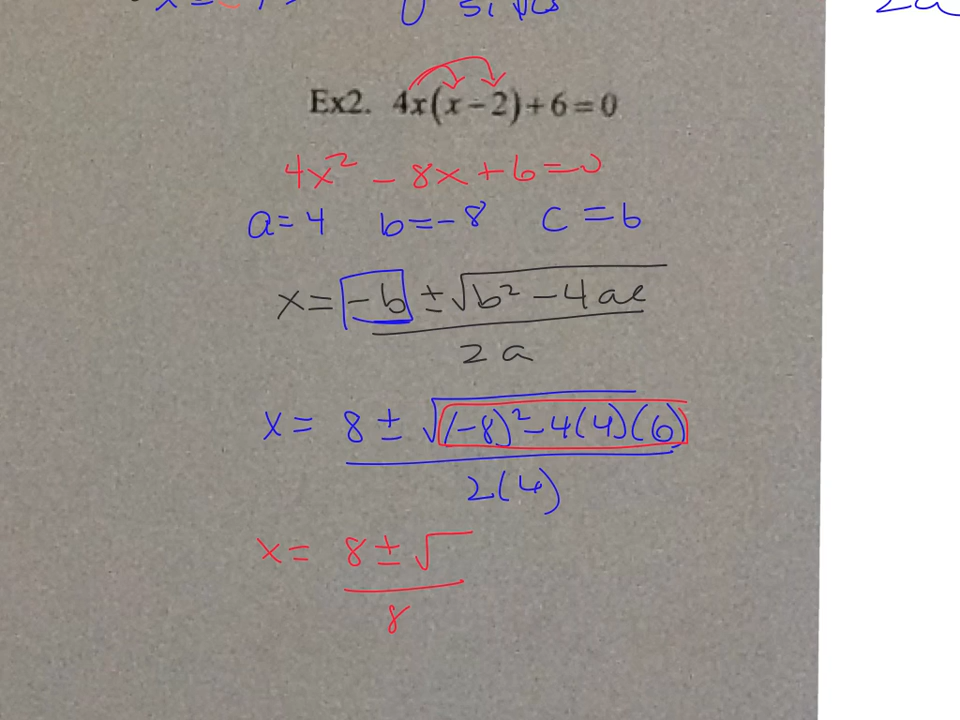 2a
Ex2. 4x(x−2)+6=0
4x² − 8x + 6 = 0
a = 4 b = −8 c = 6
x = −b ± √b² − 4ac
2a
x = 8 ± √(−8)² − 4(4)(6)
2(4)
x = 8 ± √
8